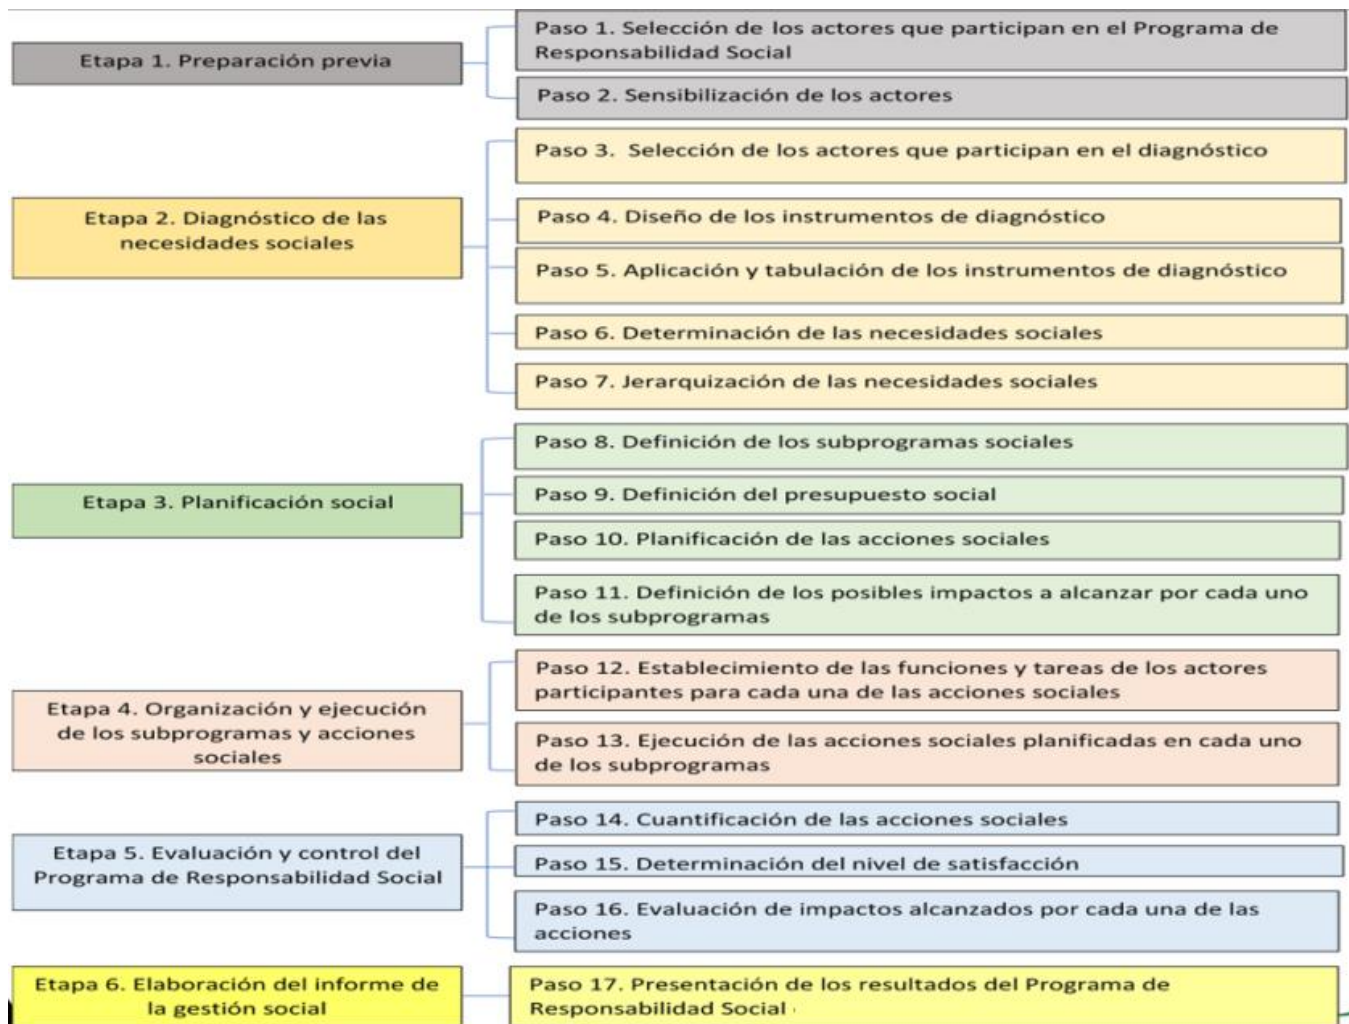 Etapa 1. Preparación previa
Paso 1. Selección de los actores que participan en el Programa de
Responsabilidad Social
Paso 2. Sensibilización de los actores
Etapa 2. Diagnóstico de las
necesidades sociales
Paso 3. Selección de los actores que participan en el diagnóstico
Paso 4. Diseño de los instrumentos de diagnóstico
Paso 5. Aplicación y tabulación de los instrumentos de diagnóstico
Paso 6. Determinación de las necesidades sociales
Paso 7. Jerarquización de las necesidades sociales
Etapa 3. Planificación social
Paso 8. Definición de los subprogramas sociales
Paso 9. Definición del presupuesto social
Paso 10. Planificación de las acciones sociales
Paso 11. Definición de los posibles impactos a alcanzar por cada uno
de los subprogramas
Etapa 4. Organización y ejecución
de los subprogramas y acciones
sociales
Paso 12. Establecimiento de las funciones y tareas de los actores
participantes para cada una de las acciones sociales
Paso 13. Ejecución de las acciones sociales planificadas en cada uno
de los subprogramas
Etapa 5. Evaluación y control del
Programa de Responsabilidad Social
Paso 14. Cuantificación de las acciones sociales
Paso 15. Determinación del nivel de satisfacción
Paso 16. Evaluación de impactos alcanzados por cada una de las
acciones
Etapa 6. Elaboración del informe de
la gestión social
Paso 17. Presentación de los resultados del Programa de
Responsabilidad Social